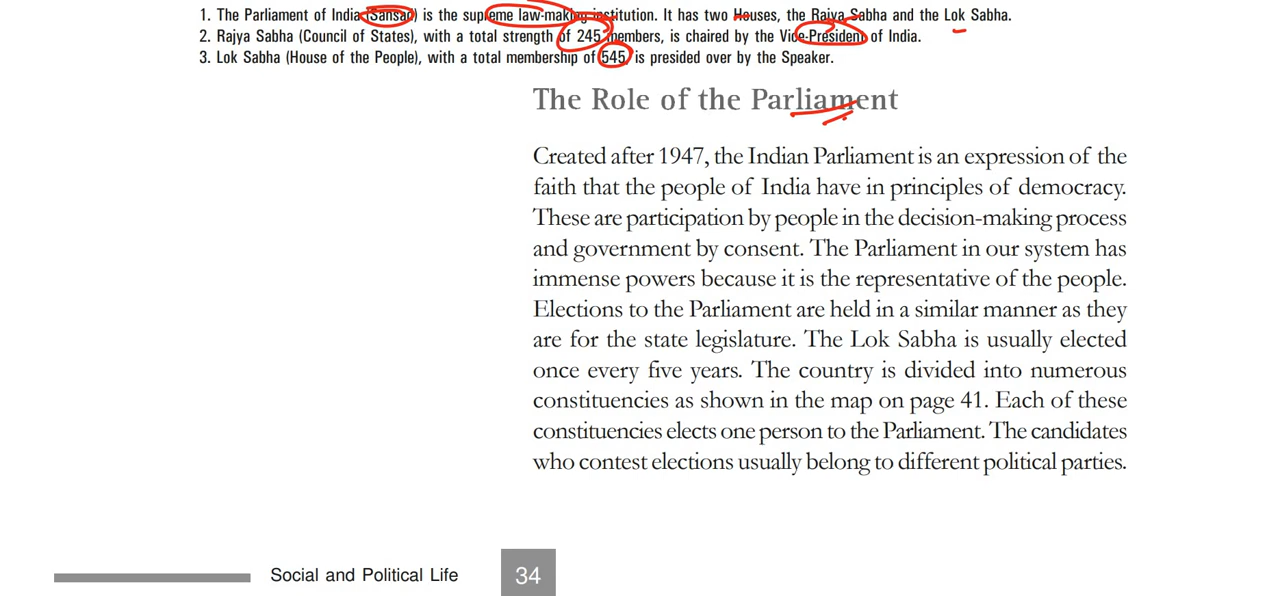 1. The Parliament of India (Sansad) is the supreme law-making institution. It has two Houses, the Rajya Sabha and the Lok Sabha.
2. Rajya Sabha (Council of States), with a total strength of 245 members, is chaired by the Vice-President of India.
3. Lok Sabha (House of the People), with a total membership of 545, is presided over by the Speaker.
The Role of the Parliament
Created after 1947, the Indian Parliament is an expression of the
faith that the people of India have in principles of democracy.
These are participation by people in the decision-making process
and government by consent. The Parliament in our system has
immense powers because it is the representative of the people.
Elections to the Parliament are held in a similar manner as they
are for the state legislature. The Lok Sabha is usually elected
once every five years. The country is divided into numerous
constituencies as shown in the map on page 41. Each of these
constituencies elects one person to the Parliament. The candidates
who contest elections usually belong to different political parties.
Social and Political Life 34